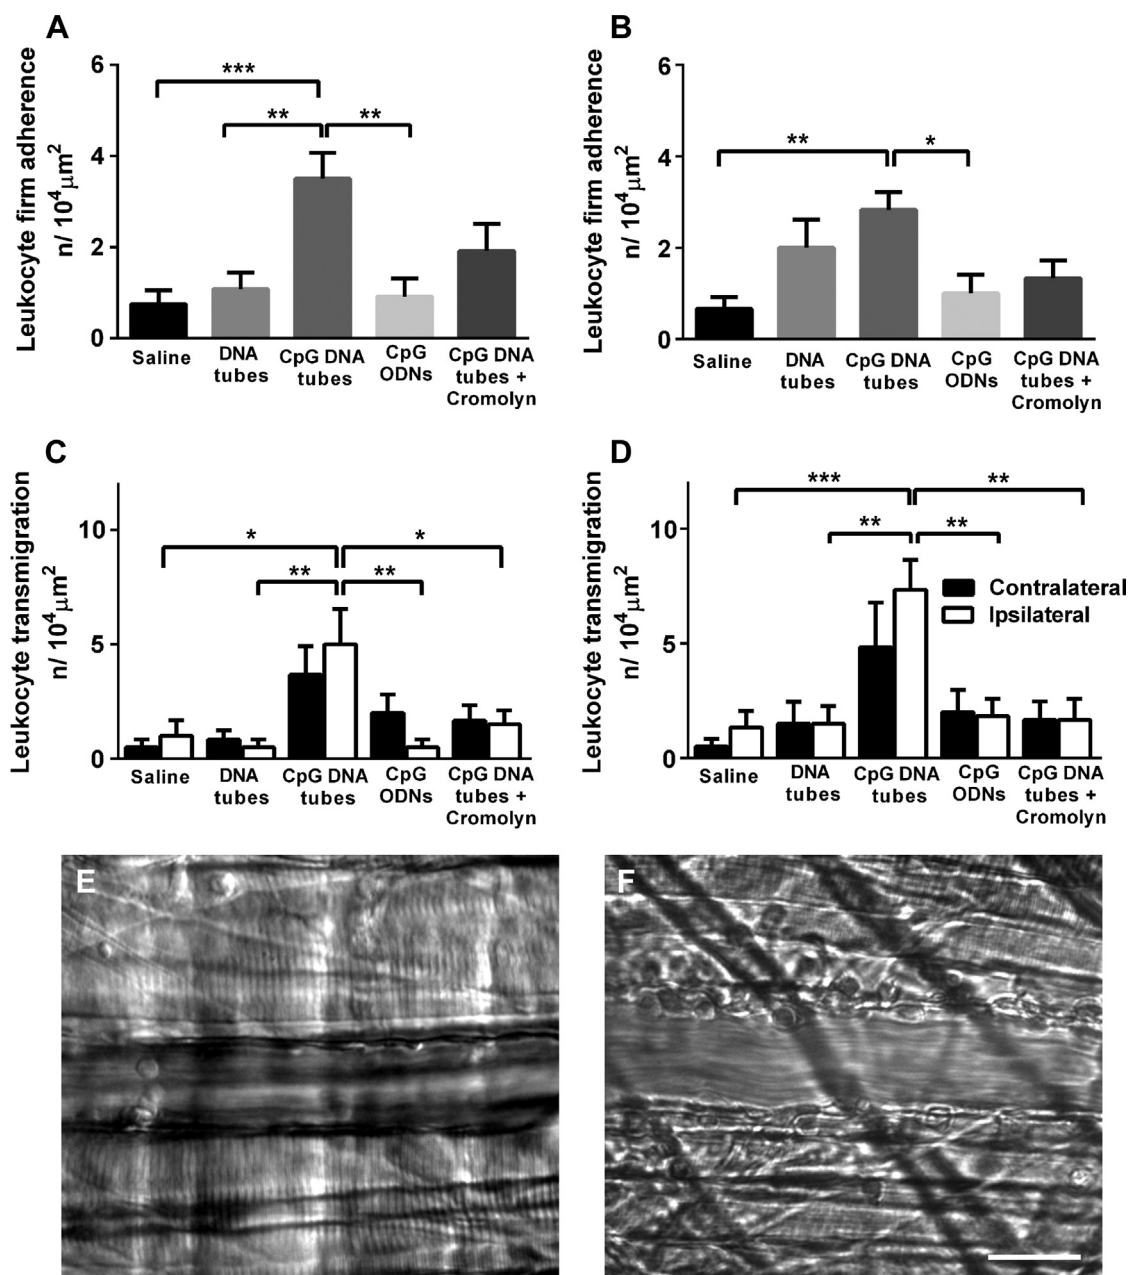 A
Leukocyte firm adherence
n/ 10⁴μm²
6
4
2
0
***
**
**
Saline
DNA
tubes
CpG DNA
tubes
CpG
ODNs
CpG DNA
tubes +
Cromolyn
B
Leukocyte firm adherence
n/ 10⁴μm²
6
4
2
0
**
*
Saline
DNA
tubes
CpG DNA
tubes
CpG
ODNs
CpG DNA
tubes +
Cromolyn
C
Leukocyte transmigration
n/ 10⁴μm²
10
5
0
*
*
**
**
Saline
DNA
tubes
CpG DNA
tubes
CpG
ODNs
CpG DNA
tubes +
Cromolyn
D
Leukocyte transmigration
n/ 10⁴μm²
10
5
0
***
**
**
**
Contralateral
Ipsilateral
Saline
DNA
tubes
CpG DNA
tubes
CpG
ODNs
CpG DNA
tubes +
Cromolyn
E
F